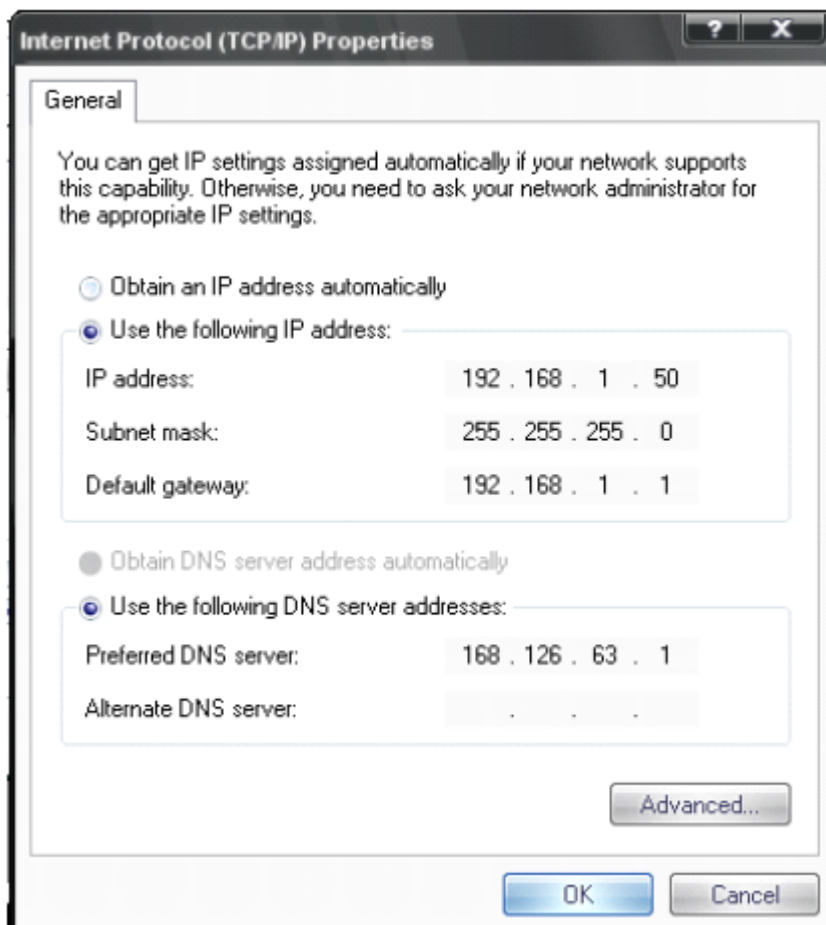 Internet Protocol (TCP/IP) Properties
? X
General
You can get IP settings assigned automatically if your network supports
this capability. Otherwise, you need to ask your network administrator for
the appropriate IP settings.
Obtain an IP address automatically
Use the following IP address:
IP address: 192 . 168 . 1 . 50
Subnet mask: 255 . 255 . 255 . 0
Default gateway: 192 . 168 . 1 . 1
Obtain DNS server address automatically
Use the following DNS server addresses:
Preferred DNS server: 168 . 126 . 63 . 1
Alternate DNS server: . . .
Advanced...
OK Cancel